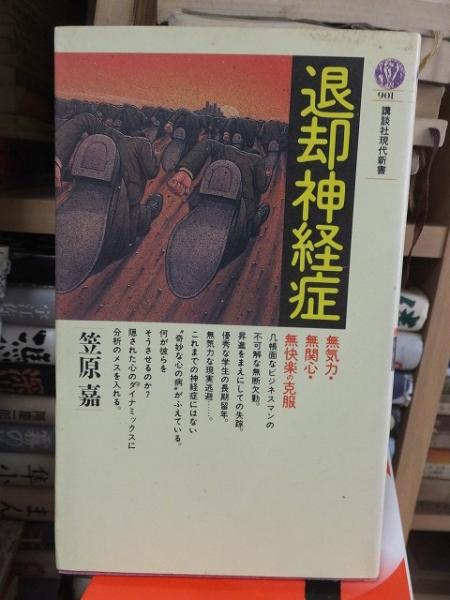 901
講談社現代新書
退却神経症
無気力・
無関心・
無快楽の克服
几帳面なビジネスマンの
不可解な無断欠勤。
昇進をまえにしての失踪。
優秀な学生の長期留年。
無気力な現実逃避……。
これまでの神経症にはない
“奇妙な心の病”がふえている。
何が彼らを
そうさせるのか?
隠された心のダイナミックスに
分析のメスを入れる。
笠原 嘉